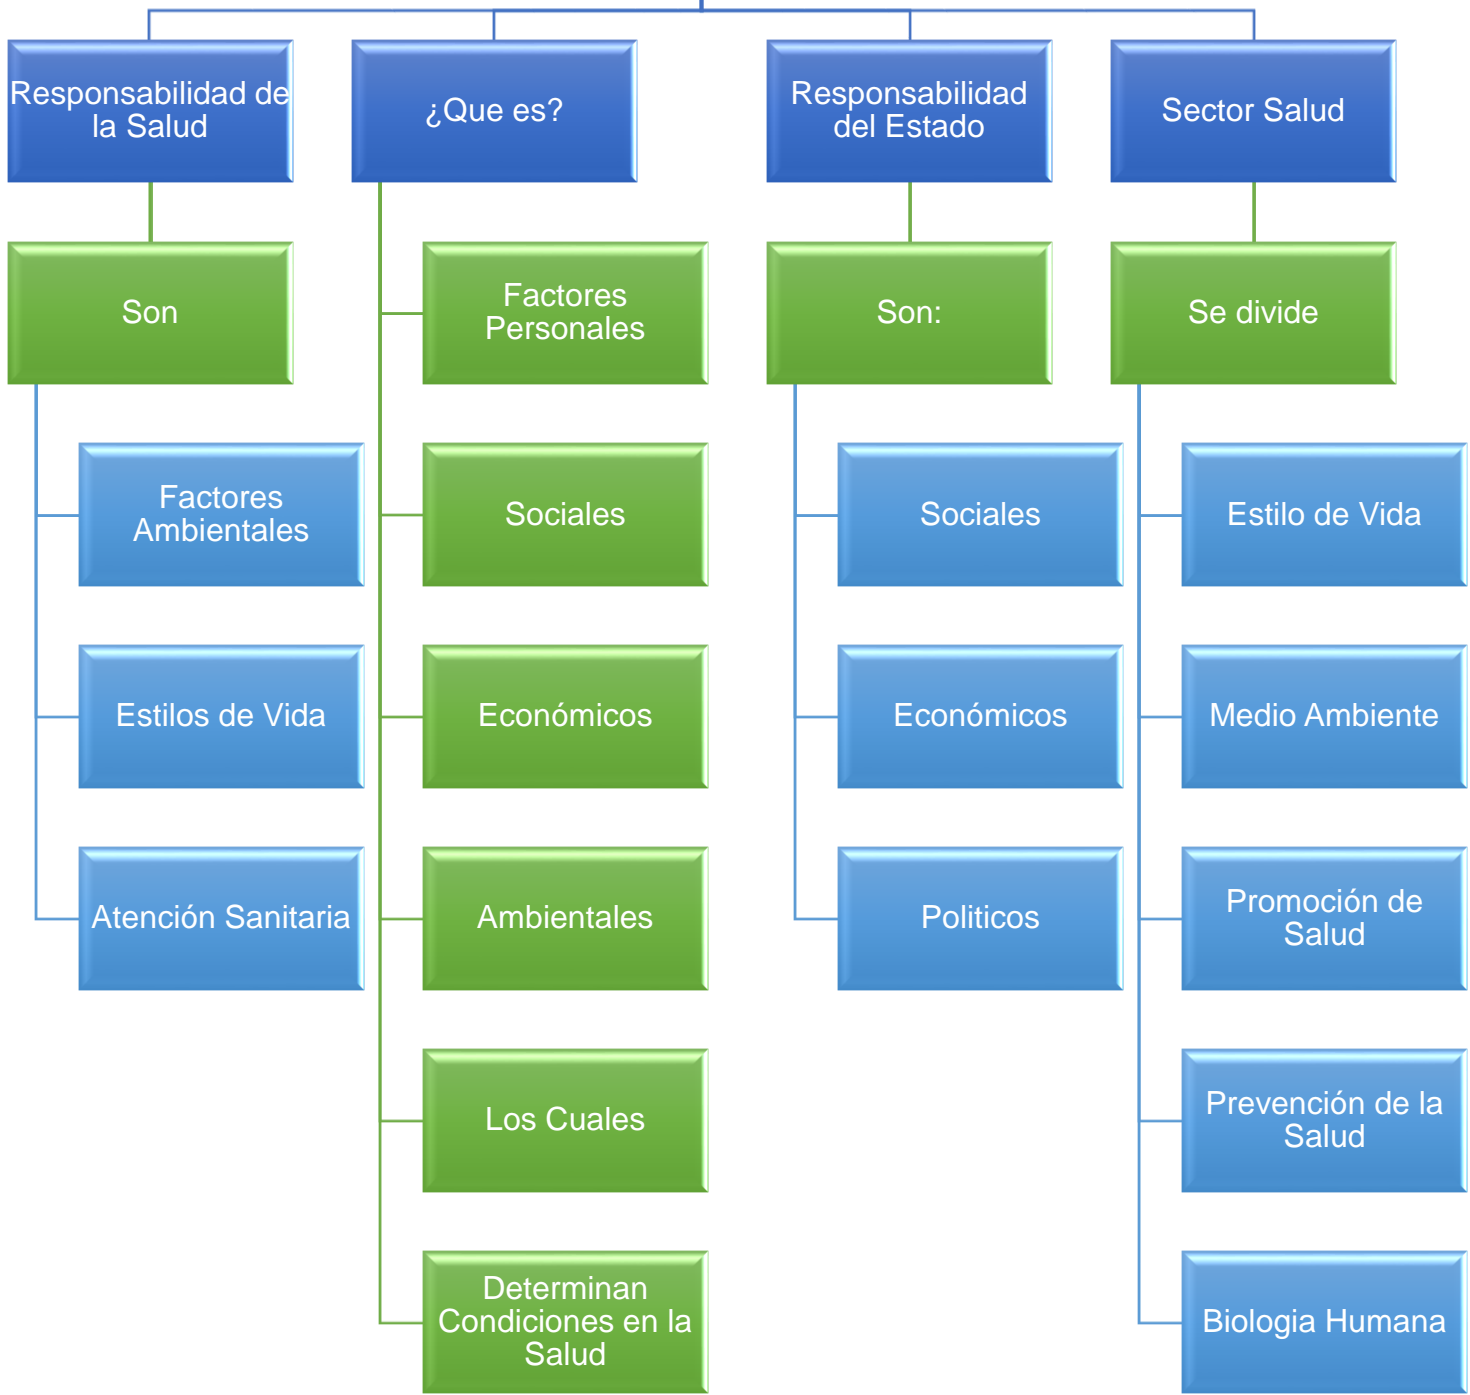 Responsabilidad de
la Salud
¿Que es?
Responsabilidad
del Estado
Sector Salud
Son
Factores
Personales
Son:
Se divide
Factores
Ambientales
Sociales
Sociales
Estilo de Vida
Estilos de Vida
Económicos
Económicos
Medio Ambiente
Atención Sanitaria
Ambientales
Politicos
Promoción de
Salud
Los Cuales
Prevención de la
Salud
Determinan
Condiciones en la
Salud
Biologia Humana